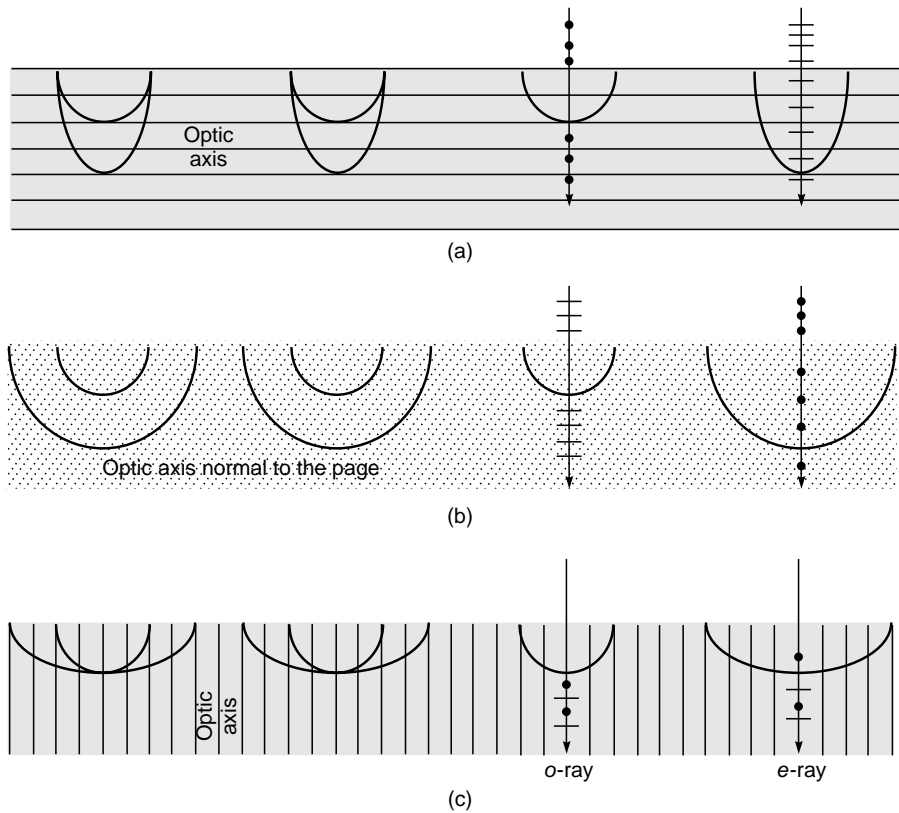 Optic
axis
(a)
Optic axis normal to the page
(b)
Optic
axis
o-ray
e-ray
(c)